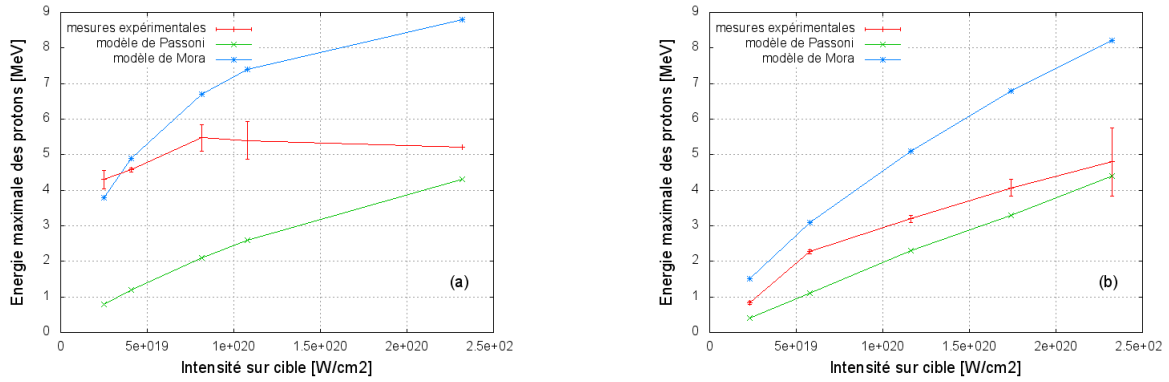 mesures expérimentales
modèle de Passoni
modèle de Mora
Energie maximale des protons [MeV]
9
8
7
6
5
4
3
2
1
0
(a)
0
5e+019
1e+020
1.5e+020
2e+020
2.5e+02
Intensité sur cible [W/cm2]
mesures expérimentales
modèle de Passoni
modèle de Mora
Energie maximale des protons [MeV]
9
8
7
6
5
4
3
2
1
0
(b)
0
5e+019
1e+020
1.5e+020
2e+020
2.5e+02
Intensité sur cible [W/cm2]